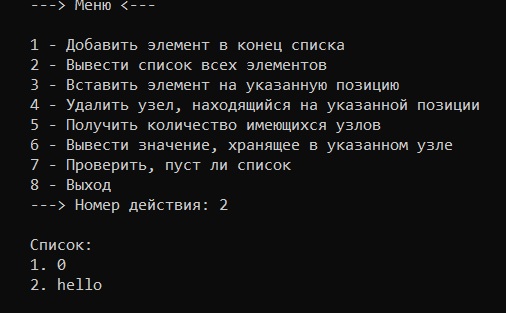 ---> Меню <---
1 - Добавить элемент в конец списка
2 - Вывести список всех элементов
3 - Вставить элемент на указанную позицию
4 - Удалить узел, находящийся на указанной позиции
5 - Получить количество имеющихся узлов
6 - Вывести значение, хранящее в указанном узле
7 - Проверить, пуст ли список
8 - Выход
---> Номер действия: 2
Список:
1. 0
2. hello